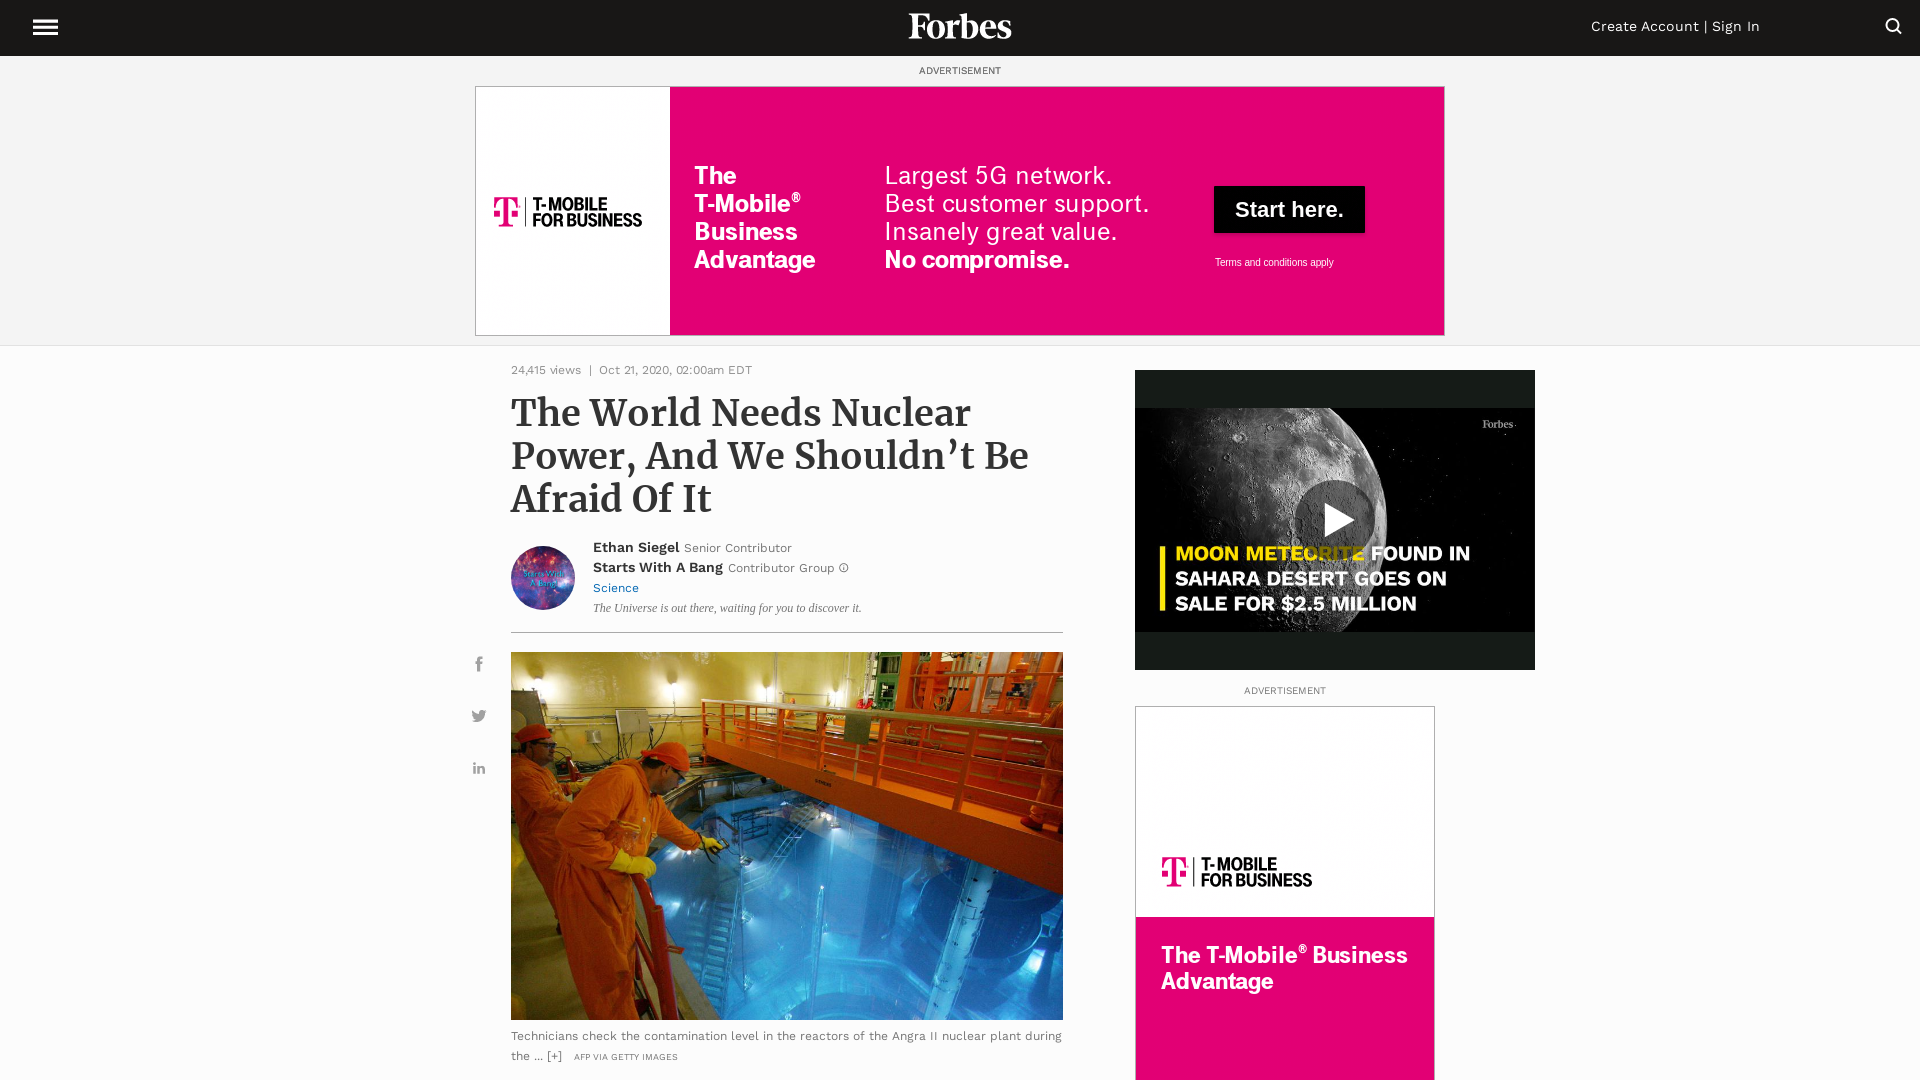 Forbes
Create Account | Sign In
ADVERTISEMENT
T-MOBILE
FOR BUSINESS
The
T-Mobile®
Business
Advantage
Largest 5G network.
Best customer support.
Insanely great value.
No compromise.
Start here.
Terms and conditions apply
24,415 views | Oct 21, 2020, 02:00am EDT
The World Needs Nuclear
Power, And We Shouldn’t Be
Afraid Of It
Starts With
A Bang
Ethan Siegel Senior Contributor
Starts With A Bang Contributor Group
Science
The Universe is out there, waiting for you to discover it.
Technicians check the contamination level in the reactors of the Angra II nuclear plant during
the ... [+] AFP VIA GETTY IMAGES
Forbes
MOON METEORITE FOUND IN
SAHARA DESERT GOES ON
SALE FOR $2.5 MILLION
ADVERTISEMENT
T-MOBILE
FOR BUSINESS
The T-Mobile® Business
Advantage